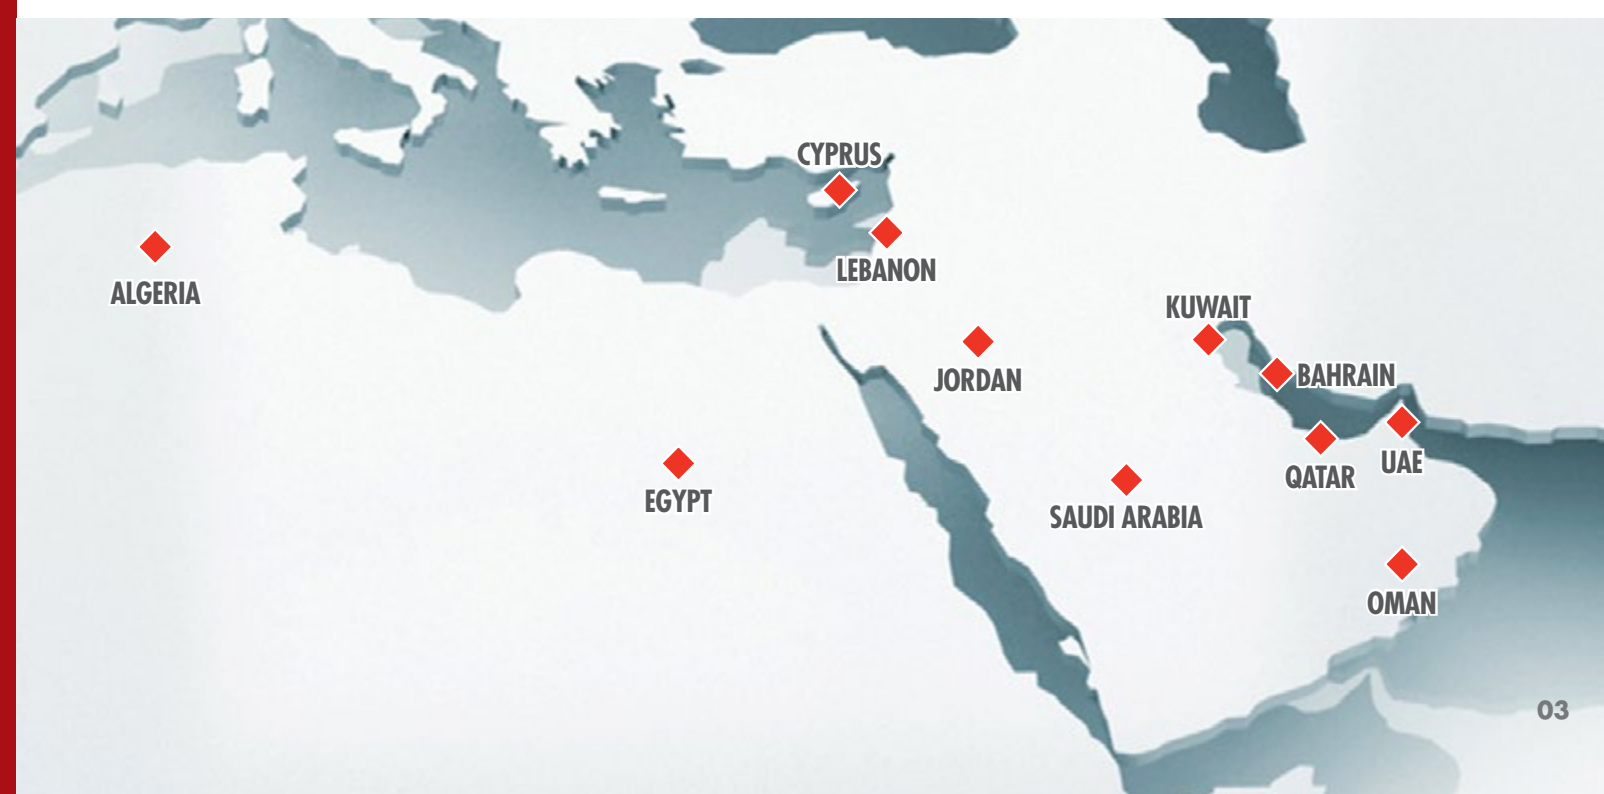 CYPRUS
LEBANON
ALGERIA
KUWAIT
JORDAN
BAHRAIN
UAE
QATAR
EGYPT
SAUDI ARABIA
OMAN
03